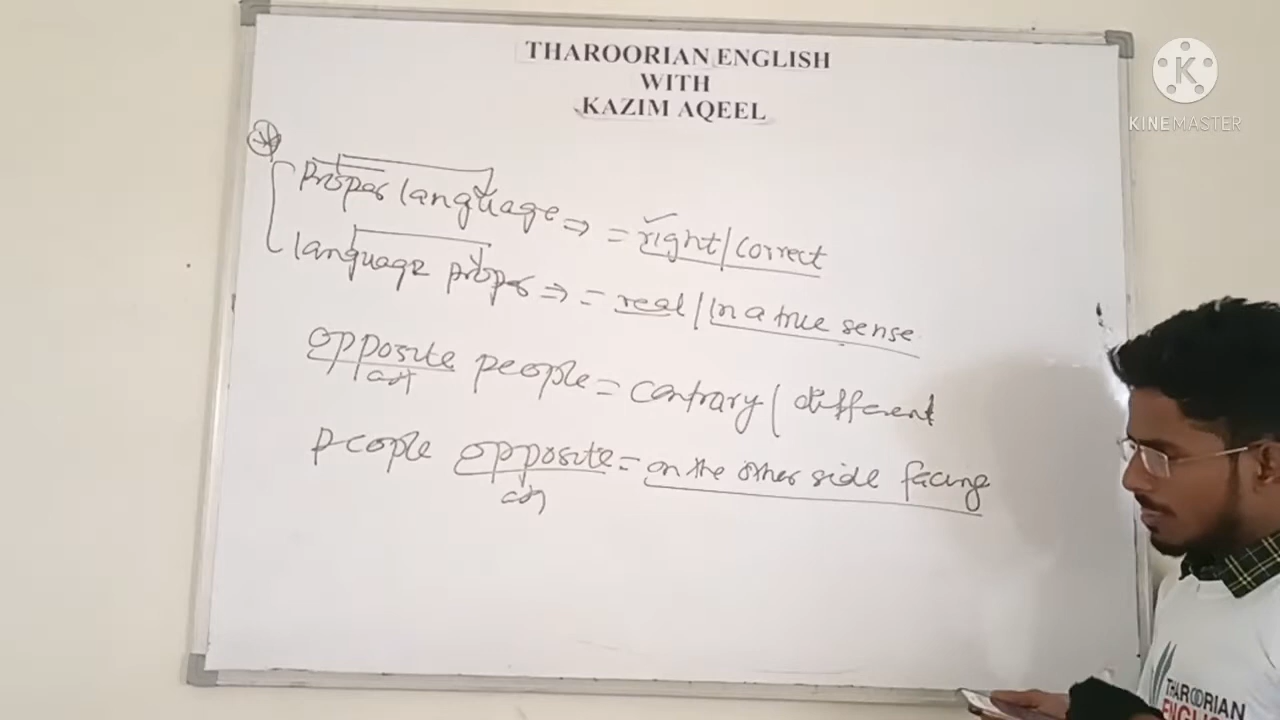 THAROORIAN ENGLISH
WITH
KAZIM AQEEL
KINEMASTER
Proper language ⇒ = right/correct
language proper ⇒ = real/in a true sense
opposite people = contrary/different
adj
people opposite = on the other side facing
adj
THAROORIAN
ENGL